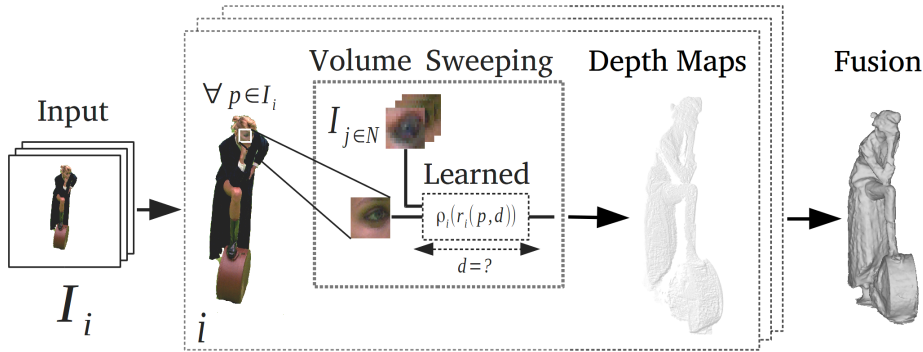 Input
I_i
∀ p∈I_i
i
Volume Sweeping
I_{j∈N}
Learned
ρ_i(r_i(p,d))
d=?
Depth Maps
Fusion